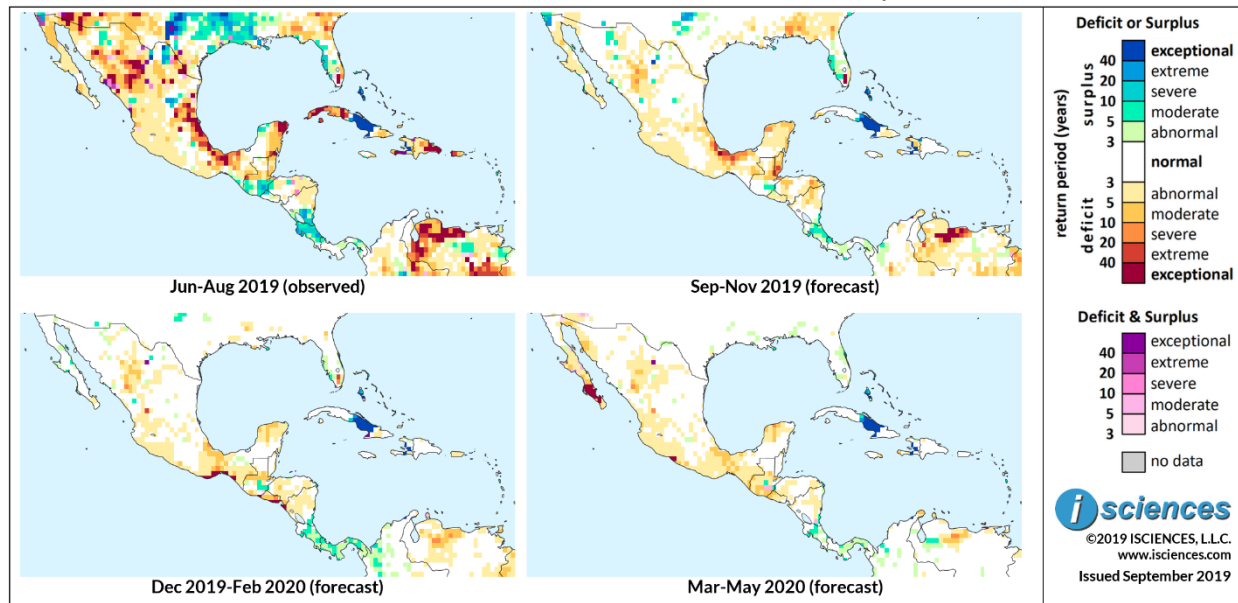 Jun-Aug 2019 (observed)
Sep-Nov 2019 (forecast)
Dec 2019-Feb 2020 (forecast)
Mar-May 2020 (forecast)
Deficit or Surplus
return period (years)
surplus
deficit
40
20
10
5
3
3
5
10
20
40
exceptional
extreme
severe
moderate
abnormal
normal
abnormal
moderate
severe
extreme
exceptional
Deficit & Surplus
40
20
10
5
3
exceptional
extreme
severe
moderate
abnormal
no data
i sciences
©2019 ISCIENCES, L.L.C.
www.isciences.com
Issued September 2019